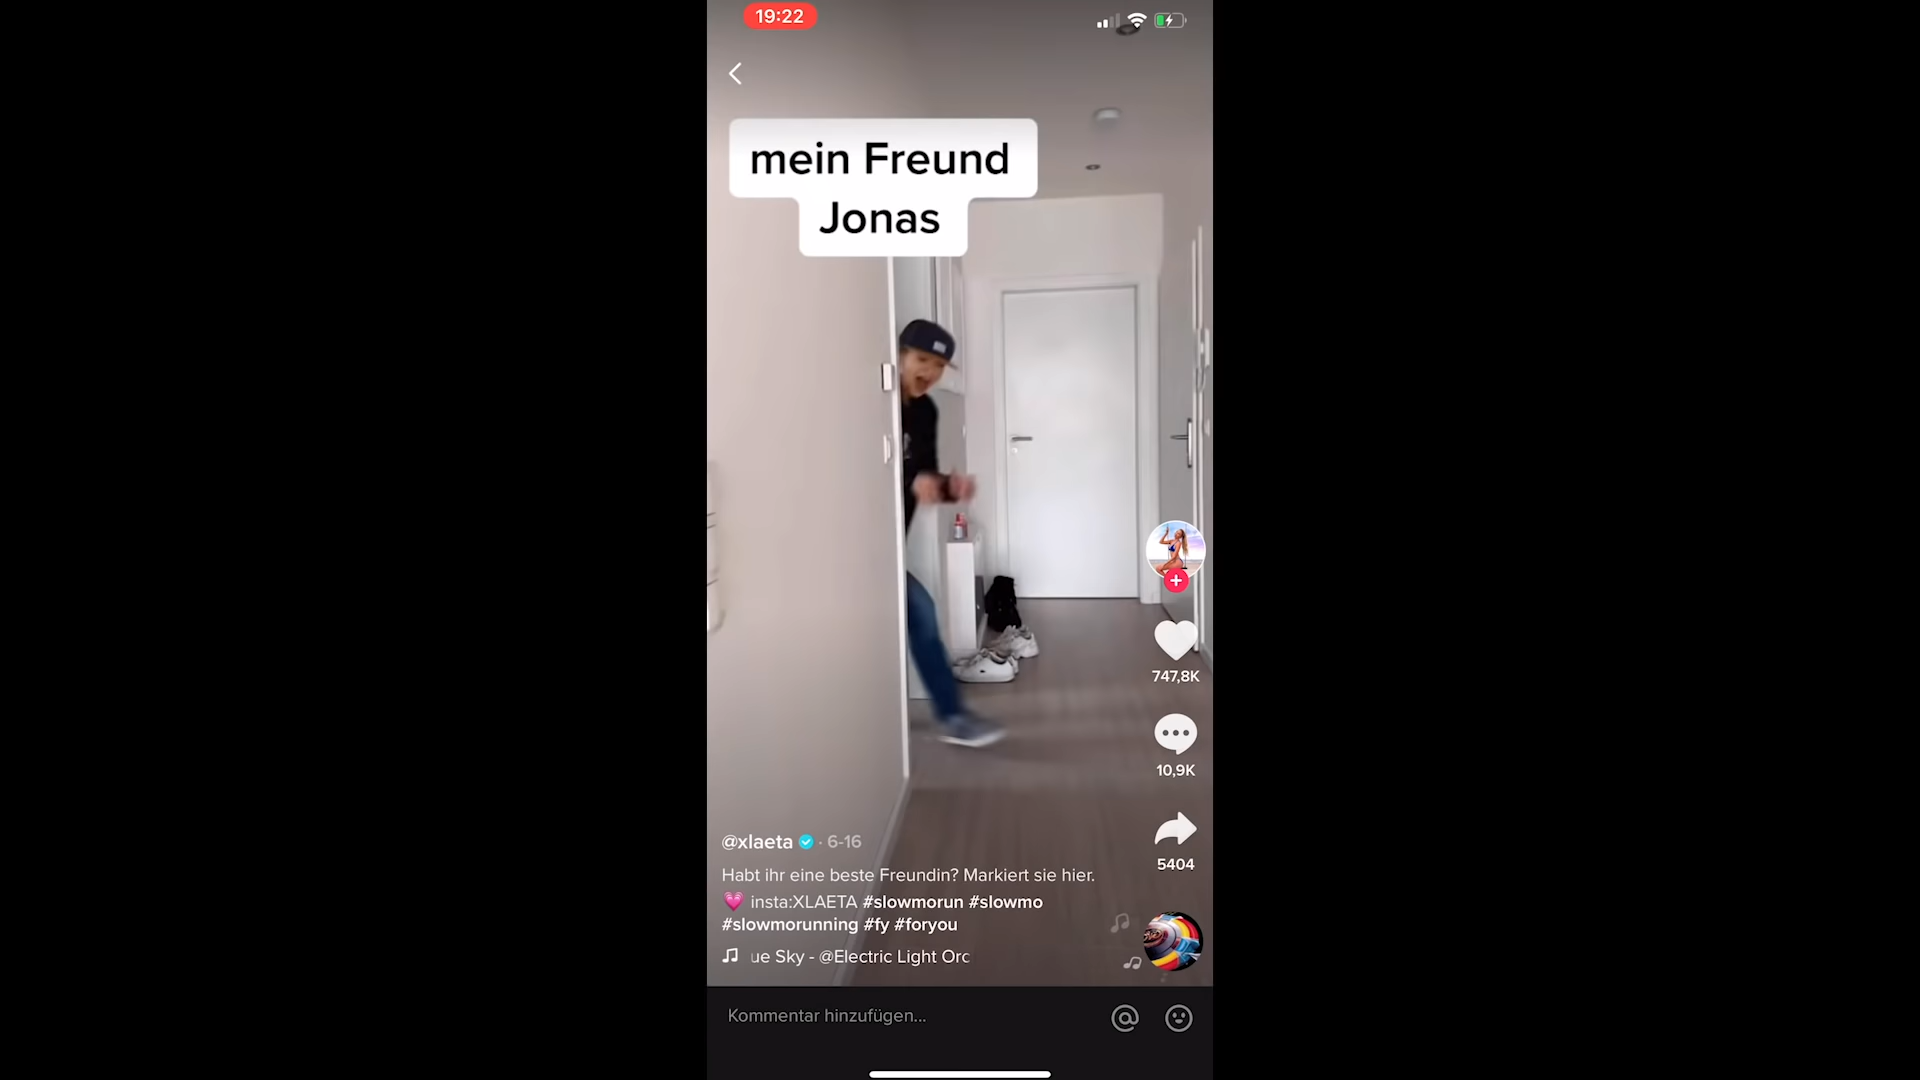 19:22
mein Freund
Jonas
747,8K
10,9K
5404
@xlaeta · 6-16
Habt ihr eine beste Freundin? Markiert sie hier.
💗 insta:XLAETA #slowmorun #slowmo
#slowmorunning #fy #foryou
ue Sky - @Electric Light Orc
Kommentar hinzufügen...